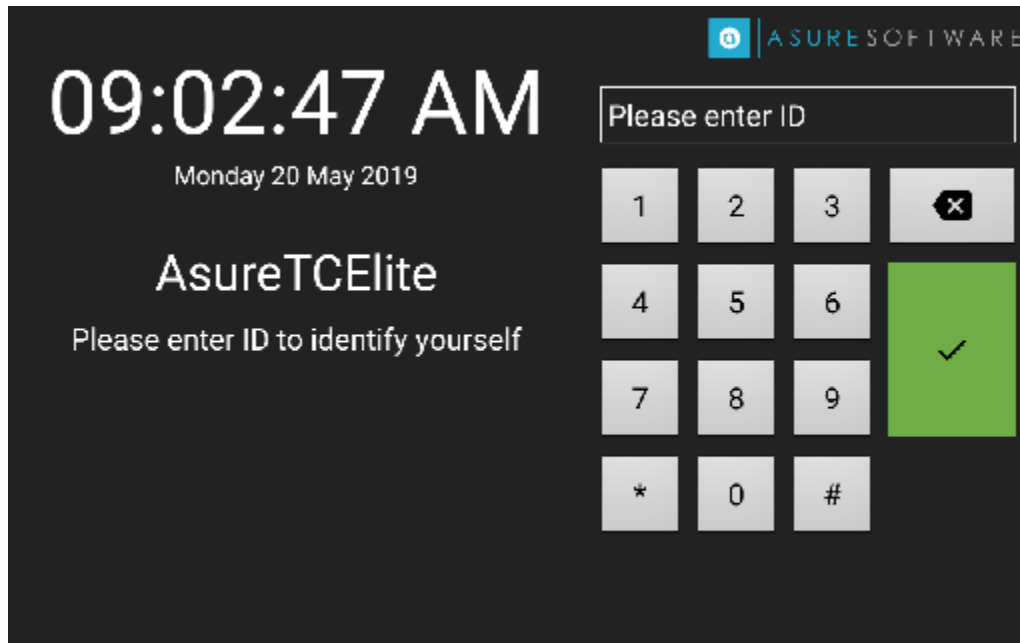 ASURESOFTWARE
09:02:47 AM
Monday 20 May 2019
AsureTCElite
Please enter ID to identify yourself
Please enter ID
1 2 3
4 5 6
7 8 9
* 0 #